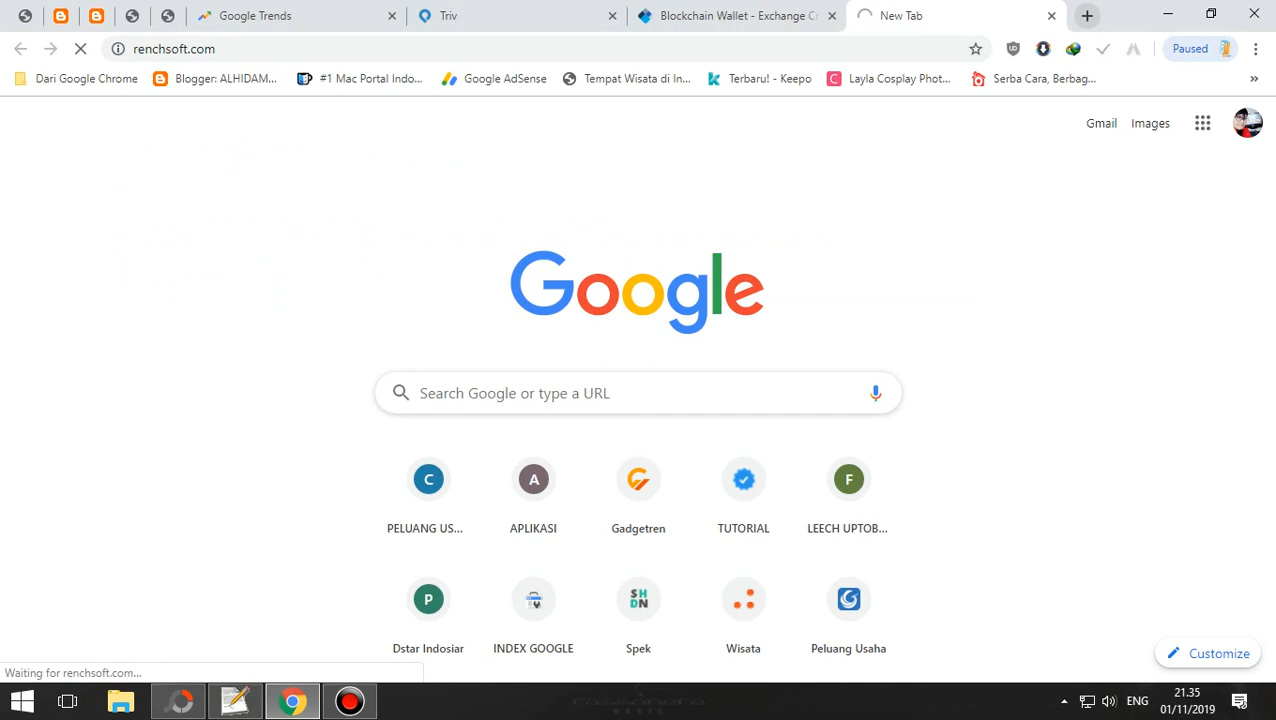 Google Trends
Triv
Blockchain Wallet - Exchange Cr
New Tab
renchsoft.com
Paused
Dari Google Chrome
Blogger: ALHIDAM...
#1 Mac Portal Indo...
Google AdSense
Tempat Wisata di In...
Terbaru! - Keepo
Layla Cosplay Phot...
Serba Cara, Berbag...
Gmail
Images
Google
Search Google or type a URL
C
A
F
PELUANG US...
APLIKASI
Gadgetren
TUTORIAL
LEECH UPTOB...
P
SH
DN
Dstar Indosiar
INDEX GOOGLE
Spek
Wisata
Peluang Usaha
Customize
Waiting for renchsoft.com...
ENG
21.35
01/11/2019